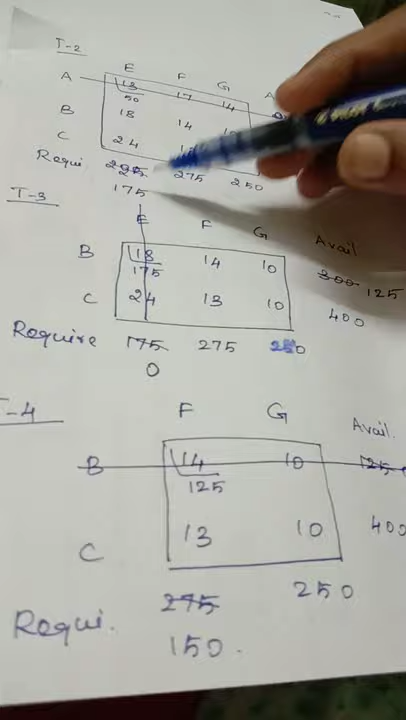 T-2
E F G A
A 13 17 14
50
B 18 14
C 24
Requi 225 275 250
175
T-3
E F G Avail
B 18 14 10 300 125
175
C 24 13 10 400
Require 175 275 250
0
T-4
F G Avail.
B 14 10 125
125
C 13 10 400
275 250
Requi.
150.